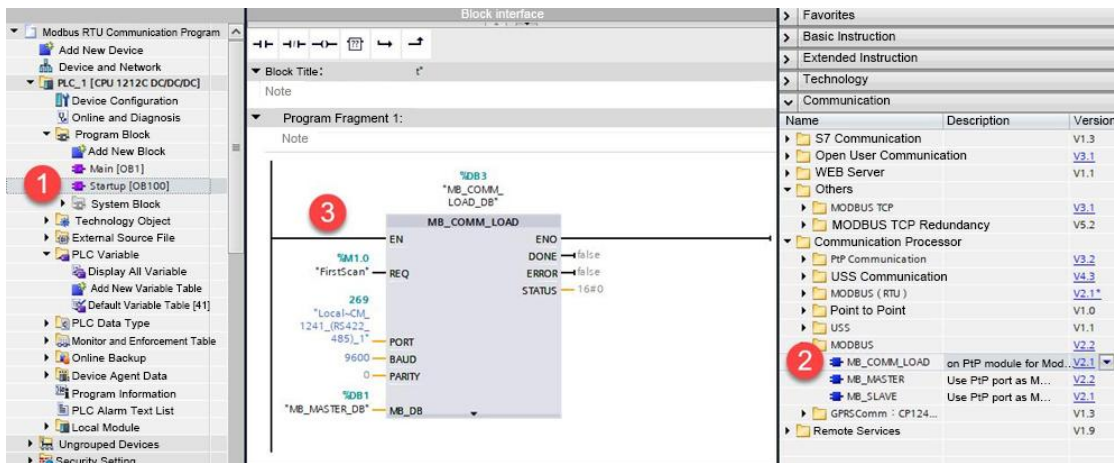 Modbus RTU Communication Program
Add New Device
Device and Network
PLC_1 [CPU 1212C DC/DC/DC]
Device Configuration
Online and Diagnosis
Program Block
Add New Block
Main [OB1]
1
Startup [OB100]
System Block
Technology Object
External Source File
PLC Variable
Display All Variable
Add New Variable Table
Default Variable Table [41]
PLC Data Type
Monitor and Enforcement Table
Online Backup
Device Agent Data
Program Information
PLC Alarm Text List
Local Module
Ungrouped Devices
Security Setting
Block interface
??
Block Title:
Note
Program Fragment 1:
Note
3
%DB3
"MB_COMM_
LOAD_DB"
MB_COMM_LOAD
EN ENO
DONE false
%M1.0
"FirstScan" REQ ERROR false
STATUS 16#0
269
"Local~CM_
1241_(RS422_
485)_1" PORT
9600 BAUD
0 PARITY
%DB1
"MB_MASTER_DB" MB_DB
Favorites
Basic Instruction
Extended Instruction
Technology
Communication
Name Description Version
S7 Communication V1.3
Open User Communication V3.1
WEB Server V1.1
Others
MODBUS TCP V3.1
MODBUS TCP Redundancy V5.2
Communication Processor
PtP Communication V3.2
USS Communication V4.3
MODBUS (RTU) V2.1*
Point to Point V1.0
USS V1.1
MODBUS V2.2
2
MB_COMM_LOAD on PtP module for Mod.. V2.1
MB_MASTER Use PtP port as M... V2.2
MB_SLAVE Use PtP port as M... V2.1
GPRSComm : CP124... V1.3
Remote Services V1.9